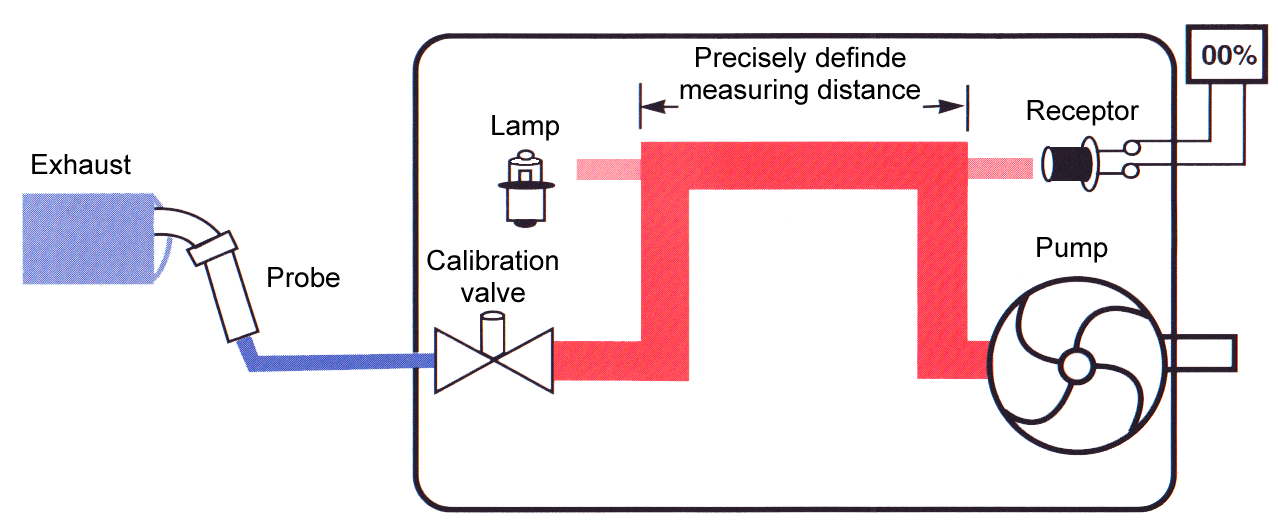 Precisely definde
measuring distance
00%
Receptor
Lamp
Exhaust
Pump
Calibration
valve
Probe